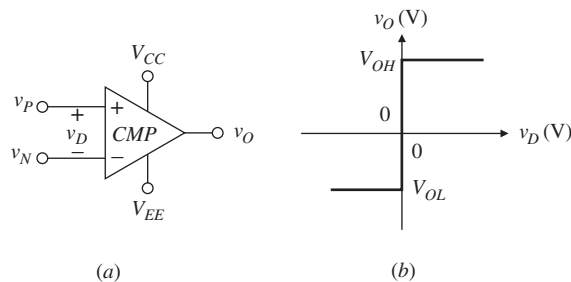 v_P
+
v_D
−
v_N
+
CMP
−
V_CC
V_EE
v_O
(a)
v_O (V)
V_OH
0
0
v_D (V)
V_OL
(b)